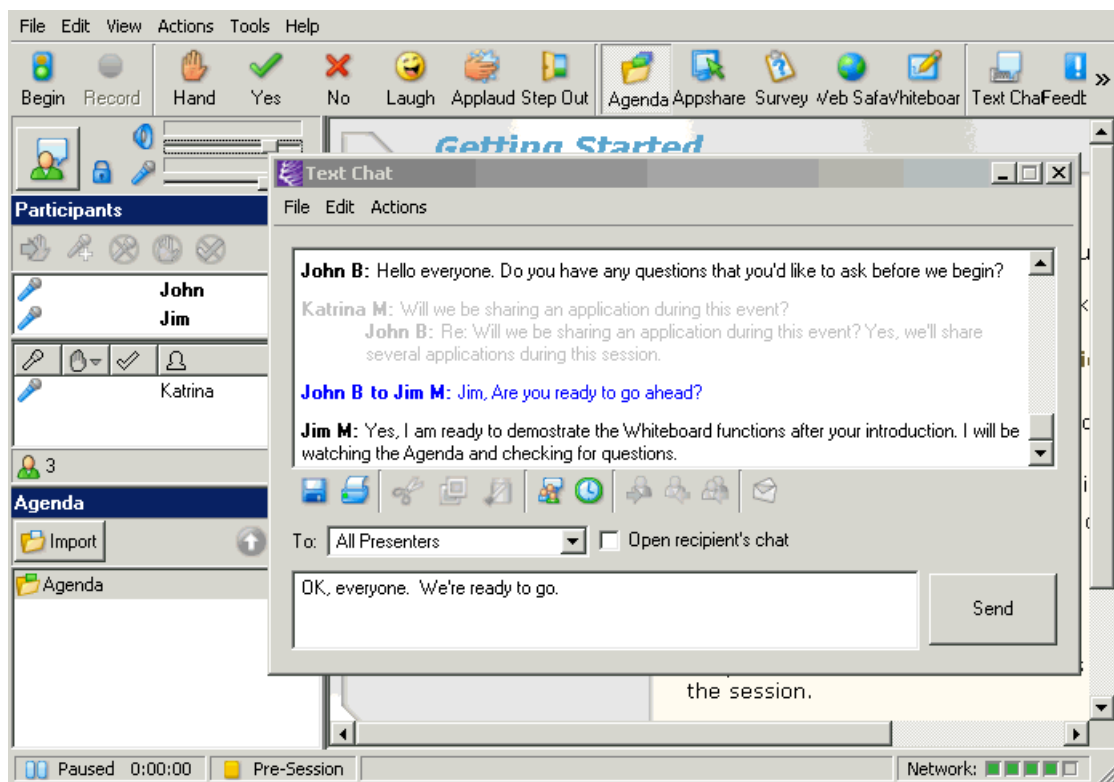 File Edit View Actions Tools Help
Begin Record Hand Yes No Laugh Applaud Step Out Agenda Appshare Survey Web Safa Whiteboar Text Cha Feedb
Getting Started
Text Chat
Participants
File Edit Actions
John B: Hello everyone. Do you have any questions that you'd like to ask before we begin?
John
Katrina M: Will we be sharing an application during this event?
Jim
John B: Re: Will we be sharing an application during this event? Yes, we'll share
several applications during this session.
Katrina
John B to Jim M: Jim, Are you ready to go ahead?
Jim M: Yes, I am ready to demostrate the Whiteboard functions after your introduction. I will be
watching the Agenda and checking for questions.
3
Agenda
Import
To: All Presenters Open recipient's chat
Agenda
OK, everyone.  We're ready to go.
Send
the session.
Paused 0:00:00 Pre-Session Network: